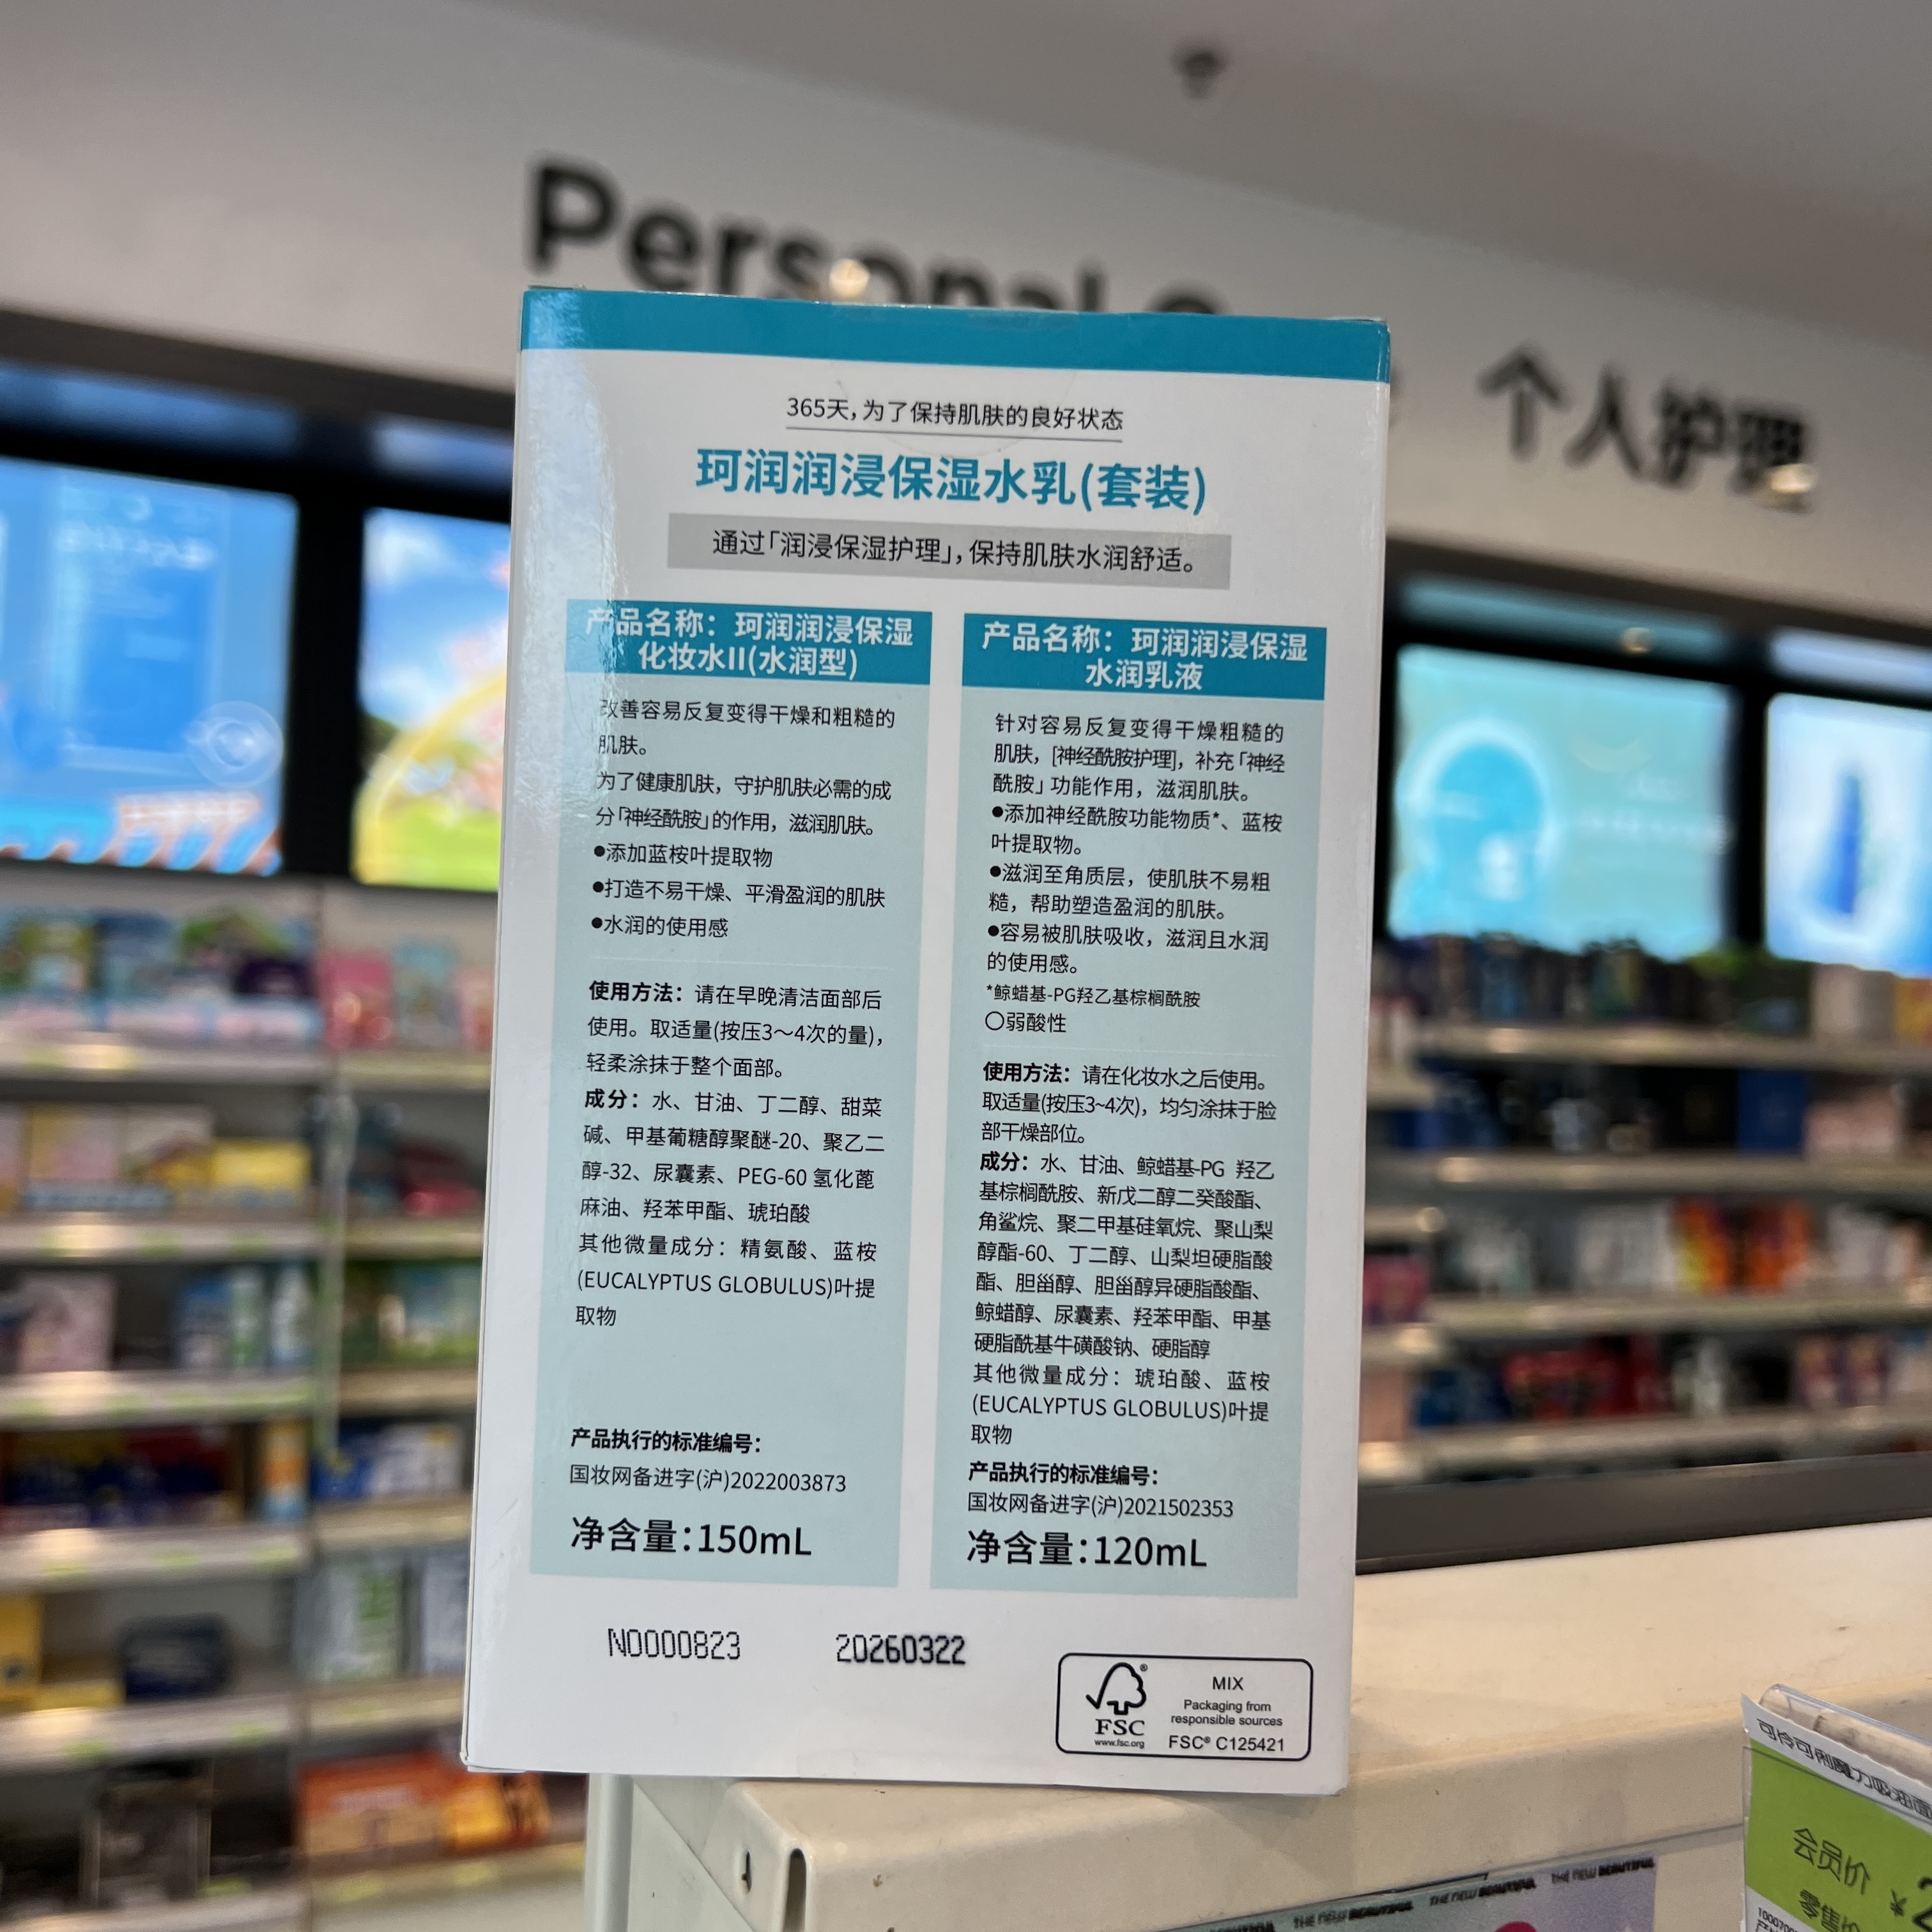 Personal C
个人护理
365天,为了保持肌肤的良好状态
珂润润浸保湿水乳(套装)
通过「润浸保湿护理」,保持肌肤水润舒适。
产品名称：珂润润浸保湿
化妆水II(水润型)
改善容易反复变得干燥和粗糙的
肌肤。
为了健康肌肤，守护肌肤必需的成
分「神经酰胺」的作用，滋润肌肤。
●添加蓝桉叶提取物
●打造不易干燥、平滑盈润的肌肤
●水润的使用感
使用方法：请在早晚清洁面部后
使用。取适量(按压3～4次的量)，
轻柔涂抹于整个面部。
成分：水、甘油、丁二醇、甜菜
碱、甲基葡糖醇聚醚-20、聚乙二
醇-32、尿囊素、PEG-60 氢化蓖
麻油、羟苯甲酯、琥珀酸
其他微量成分：精氨酸、蓝桉
(EUCALYPTUS GLOBULUS)叶提
取物
产品执行的标准编号：
国妆网备进字(沪)2022003873
净含量：150mL
产品名称：珂润润浸保湿
水润乳液
针对容易反复变得干燥粗糙的
肌肤，[神经酰胺护理]，补充「神经
酰胺」功能作用，滋润肌肤。
●添加神经酰胺功能物质*、蓝桉
叶提取物。
●滋润至角质层，使肌肤不易粗
糙，帮助塑造盈润的肌肤。
●容易被肌肤吸收，滋润且水润
的使用感。
*鲸蜡基-PG羟乙基棕榈酰胺
〇弱酸性
使用方法：请在化妆水之后使用。
取适量(按压3~4次)，均匀涂抹于脸
部干燥部位。
成分：水、甘油、鲸蜡基-PG 羟乙
基棕榈酰胺、新戊二醇二癸酸酯、
角鲨烷、聚二甲基硅氧烷、聚山梨
醇酯-60、丁二醇、山梨坦硬脂酸
酯、胆甾醇、胆甾醇异硬脂酸酯、
鲸蜡醇、尿囊素、羟苯甲酯、甲基
硬脂酰基牛磺酸钠、硬脂醇
其他微量成分：琥珀酸、蓝桉
(EUCALYPTUS GLOBULUS)叶提
取物
产品执行的标准编号：
国妆网备进字(沪)2021502353
净含量：120mL
N0000823
20260322
FSC
www.fsc.org
MIX
Packaging from
responsible sources
FSC® C125421
会员价
THE NEW BEAUTIFUL THE NEW BEAUTIFUL THE NEW BEAUTIFUL